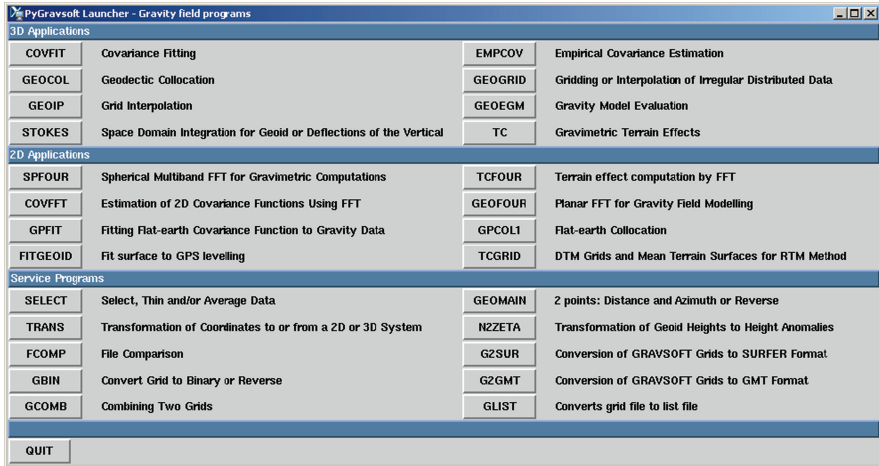 PyGravsoft Launcher - Gravity field programs
3D Applications
COVFIT Covariance Fitting EMPCOV Empirical Covariance Estimation
GEOCOL Geodectic Collocation GEOGRID Gridding or Interpolation of Irregular Distributed Data
GEOIP Grid Interpolation GEOEGM Gravity Model Evaluation
STOKES Space Domain Integration for Geoid or Deflections of the Vertical TC Gravimetric Terrain Effects
2D Applications
SPFOUR Spherical Multiband FFT for Gravimetric Computations TCFOUR Terrain effect computation by FFT
COVFFT Estimation of 2D Covariance Functions Using FFT GEOFOUR Planar FFT for Gravity Field Modelling
GPFIT Fitting Flat-earth Covariance Function to Gravity Data GPCOL1 Flat-earth Collocation
FITGEOID Fit surface to GPS levelling TCGRID DTM Grids and Mean Terrain Surfaces for RTM Method
Service Programs
SELECT Select, Thin and/or Average Data GEOMAIN 2 points: Distance and Azimuth or Reverse
TRANS Transformation of Coordinates to or from a 2D or 3D System N2ZETA Transformation of Geoid Heights to Height Anomalies
FCOMP File Comparison G2SUR Conversion of GRAVSOFT Grids to SURFER Format
GBIN Convert Grid to Binary or Reverse G2GMT Conversion of GRAVSOFT Grids to GMT Format
GCOMB Combining Two Grids GLIST Converts grid file to list file
QUIT